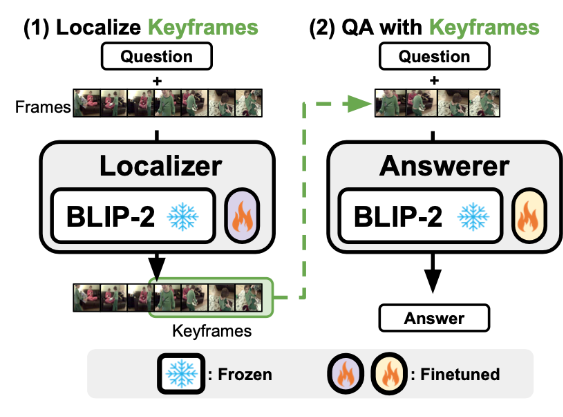 (1) Localize Keyframes
Question
+
Frames
Localizer
BLIP-2
Keyframes
(2) QA with Keyframes
Question
+
Answerer
BLIP-2
Answer
: Frozen
: Finetuned